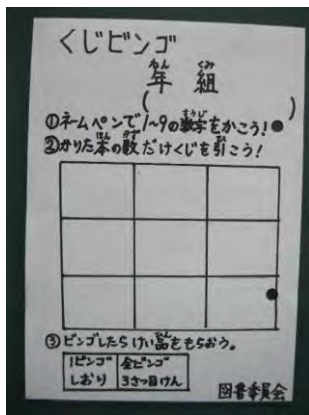 くじビンゴ
年 組
( )
①ネームペンで1~9の数字をかこう!
②かりた本の数だけくじを引こう!
③ビンゴしたらけい品をもらおう。
1ビンゴ 全ビンゴ
しおり 3さつ目けん
図書委員会